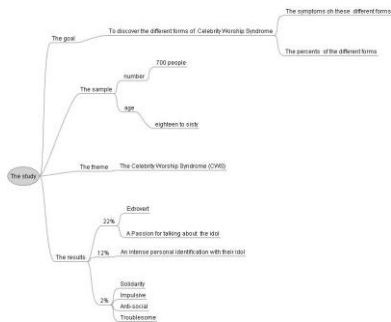 The study
The goal
To discover the different forms of Celebrity Worship Syndrome
The symptoms oh these different forms
The percents of the different forms
The sample
number
700 people
age
eighteen to sisty
The theme
The Celebrity Worship Syndrome (CWS)
The results
22%
Extrovert
A Passion for talking about the idol
12%
An intense personal identification with their idol
2%
Solidarity
Impulsive
Anti-social
Troublesome